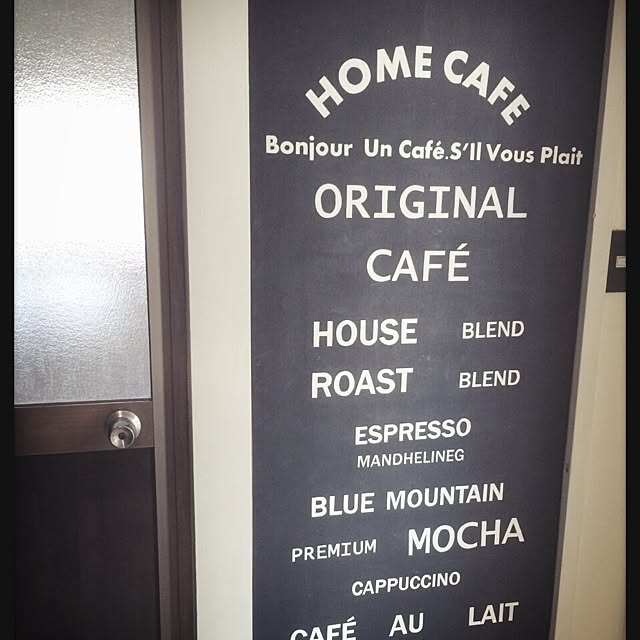 HOME CAFE
Bonjour Un Café.S'Il Vous Plait
ORIGINAL
CAFÉ
HOUSE BLEND
ROAST BLEND
ESPRESSO
MANDHELINEG
BLUE MOUNTAIN
PREMIUM MOCHA
CAPPUCCINO
CAFÉ AU LAIT